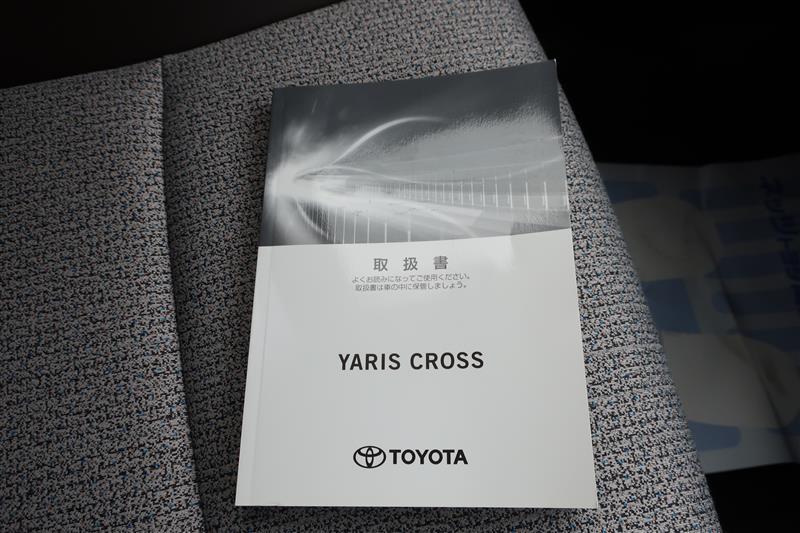 取扱書
よくお読みになってご使用ください。
取扱書は車の中に保管しましょう。
YARIS CROSS
TOYOTA